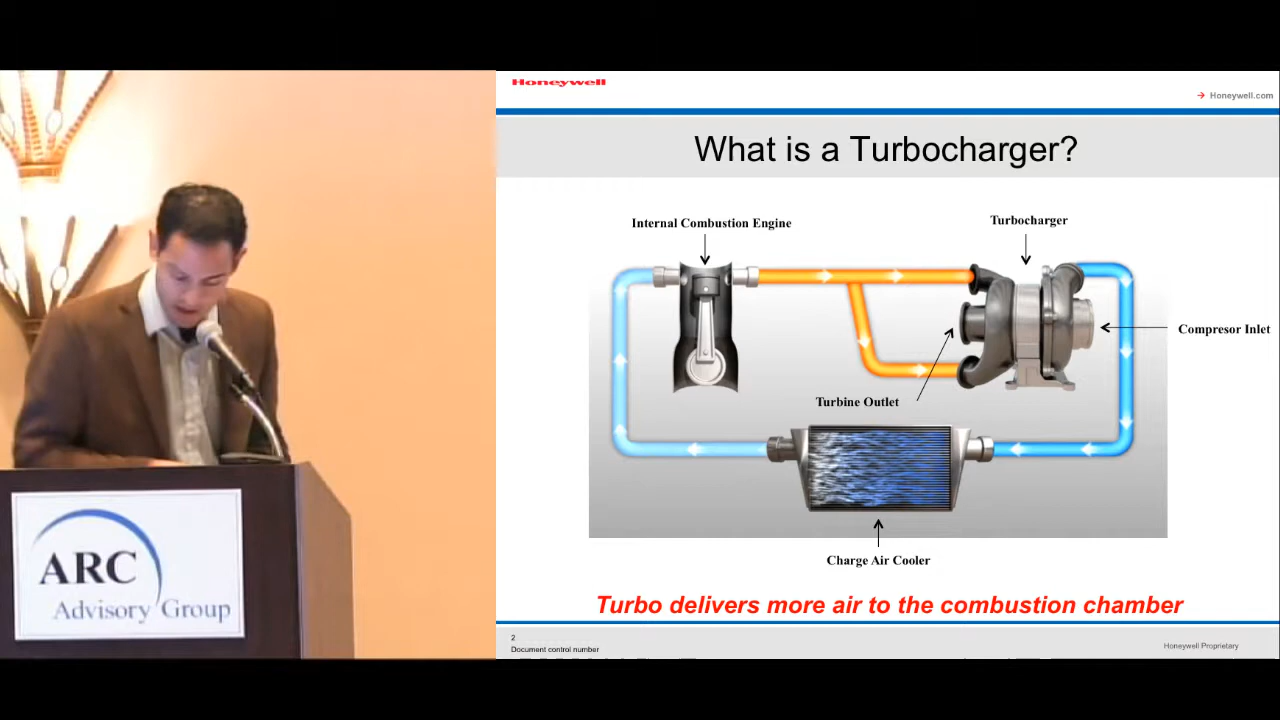 Honeywell
→ Honeywell.com
What is a Turbocharger?
Internal Combustion Engine
Turbocharger
Compresor Inlet
Turbine Outlet
Charge Air Cooler
Turbo delivers more air to the combustion chamber
2
Document control number
Honeywell Proprietary
ARC
Advisory Group